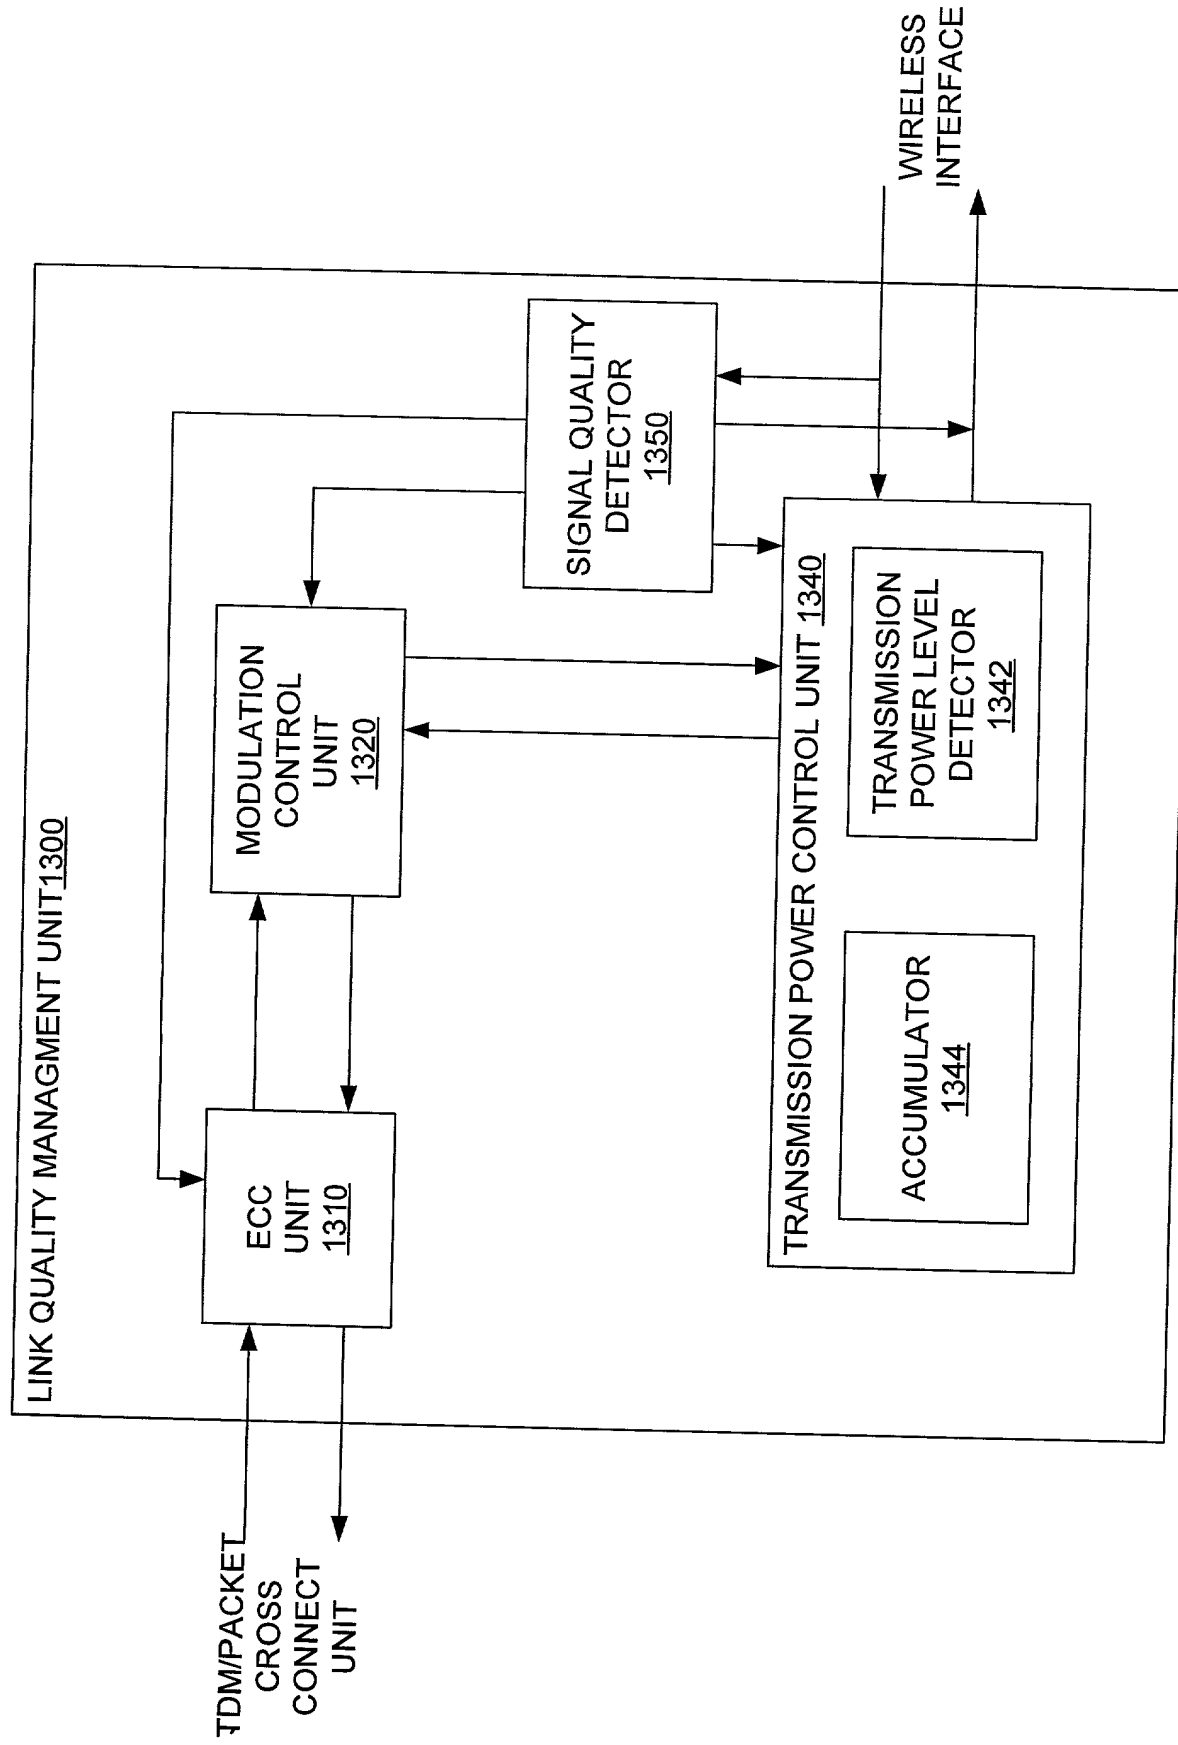 LINK QUALITY MANAGMENT UNIT 1300
TDM/PACKET
CROSS
CONNECT
UNIT
ECC
UNIT
1310
MODULATION
CONTROL
UNIT
1320
SIGNAL QUALITY
DETECTOR
1350
TRANSMISSION POWER CONTROL UNIT 1340
ACCUMULATOR
1344
TRANSMISSION
POWER LEVEL
DETECTOR
1342
WIRELESS
INTERFACE